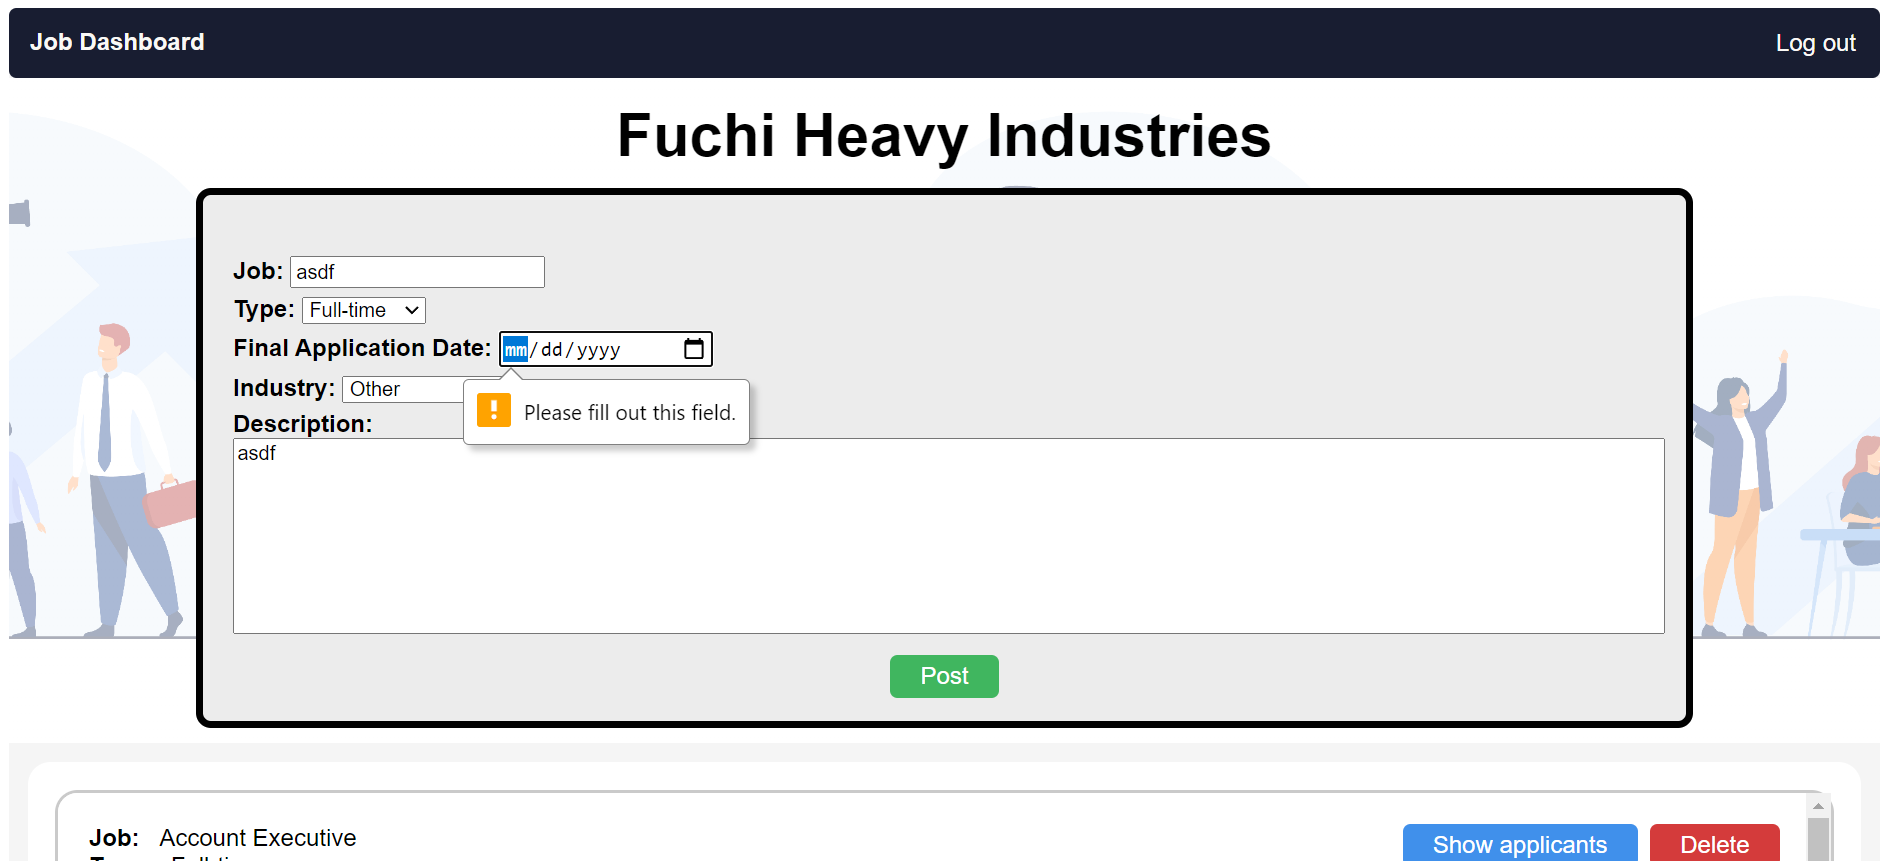 Job Dashboard Log out
Fuchi Heavy Industries
Job: asdf
Type: Full-time
Final Application Date: mm/dd/yyyy
Industry: Other
Please fill out this field.
Description:
asdf
Post
Job: Account Executive
Show applicants Delete